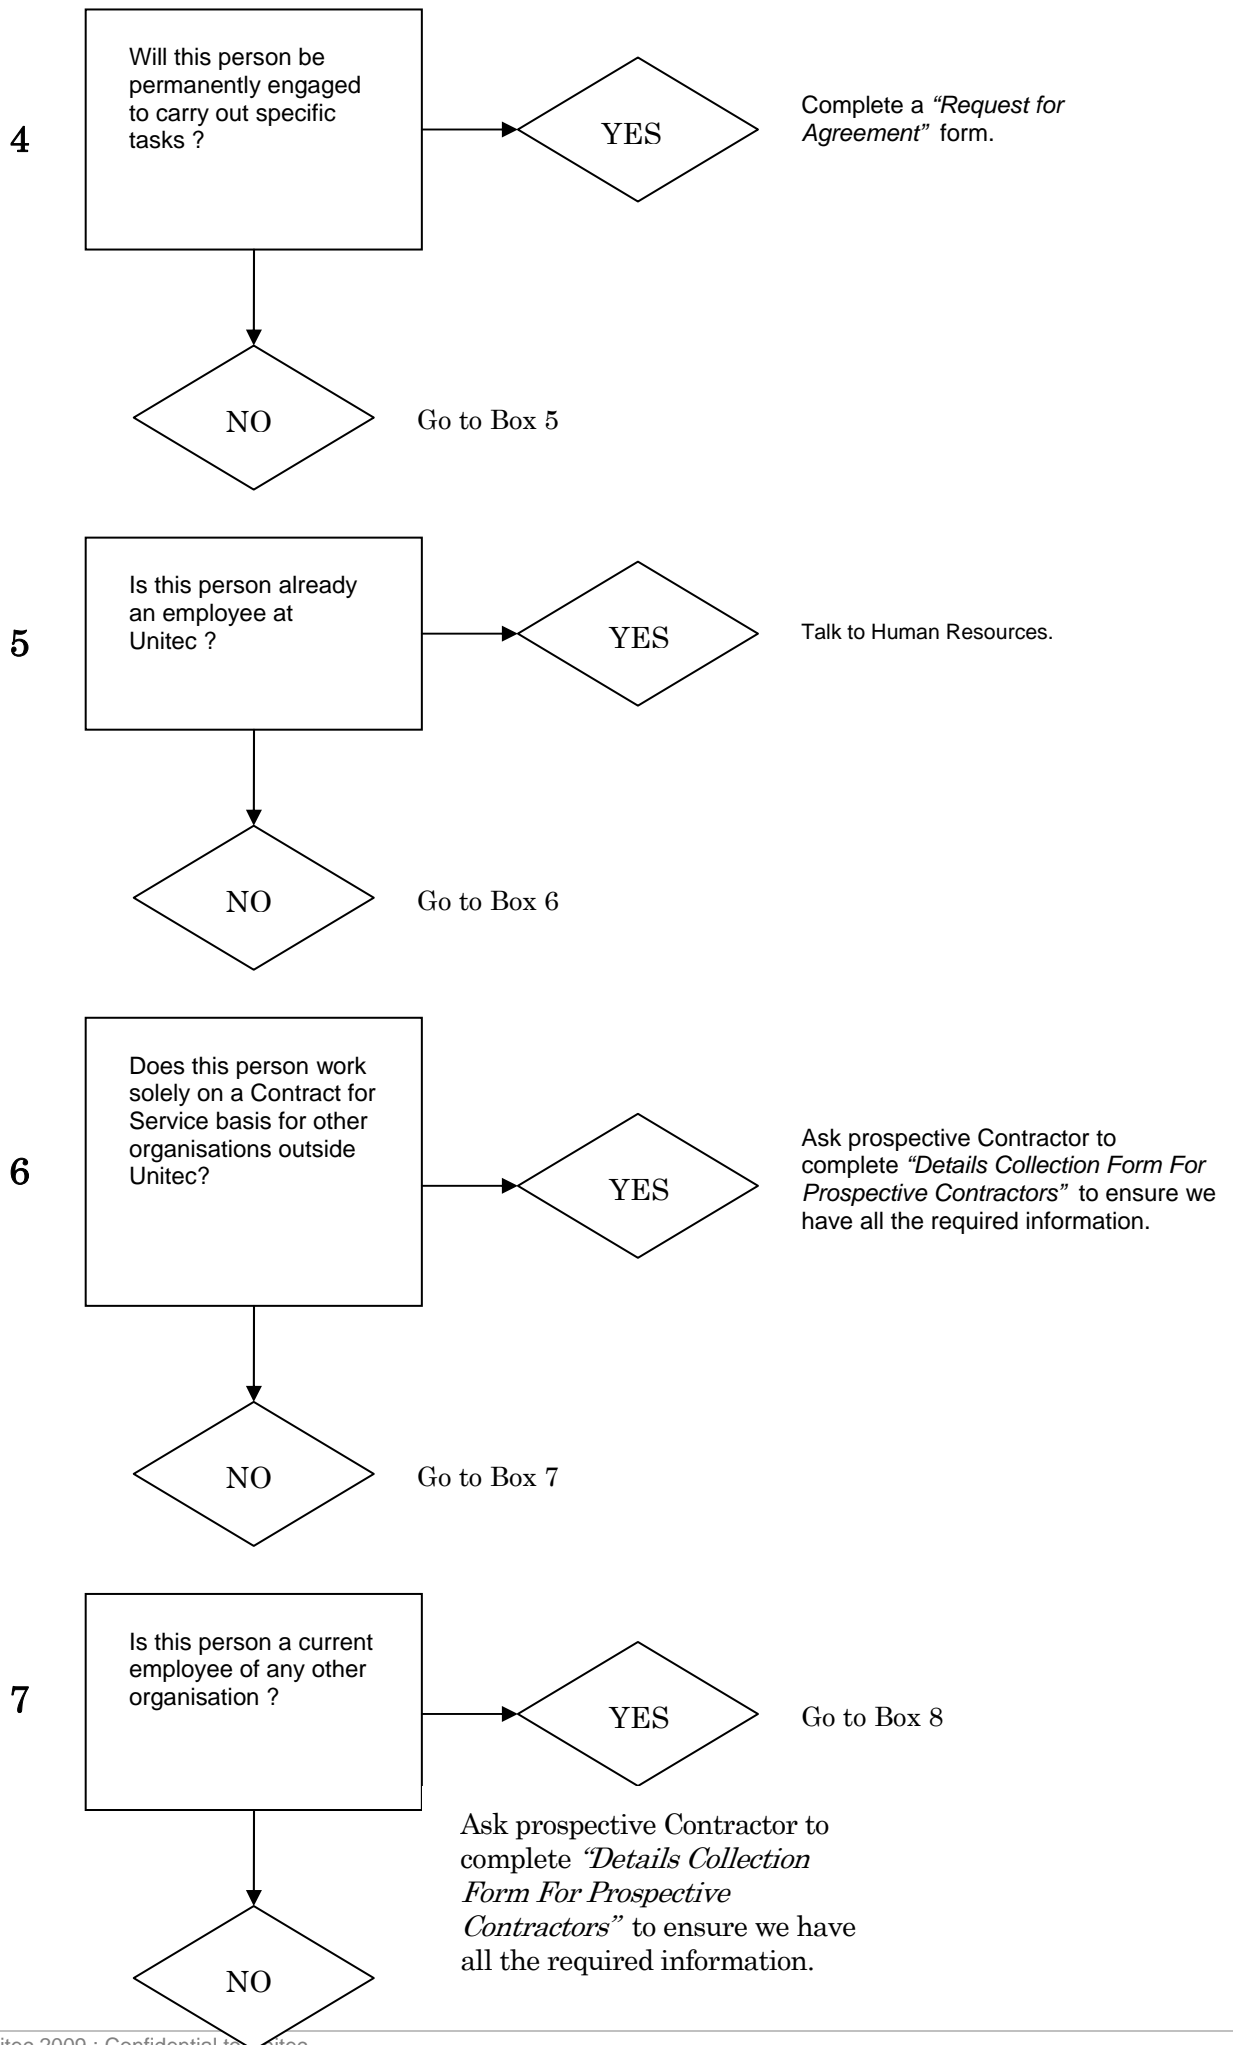 4
Will this person be
permanently engaged
to carry out specific
tasks ?
YES
Complete a “Request for
Agreement” form.
NO
Go to Box 5
5
Is this person already
an employee at
Unitec ?
YES
Talk to Human Resources.
NO
Go to Box 6
6
Does this person work
solely on a Contract for
Service basis for other
organisations outside
Unitec?
YES
Ask prospective Contractor to
complete “Details Collection Form For
Prospective Contractors” to ensure we
have all the required information.
NO
Go to Box 7
7
Is this person a current
employee of any other
organisation ?
YES
Go to Box 8
Ask prospective Contractor to
complete “Details Collection
Form For Prospective
Contractors” to ensure we have
all the required information.
NO
2009 : Confidential